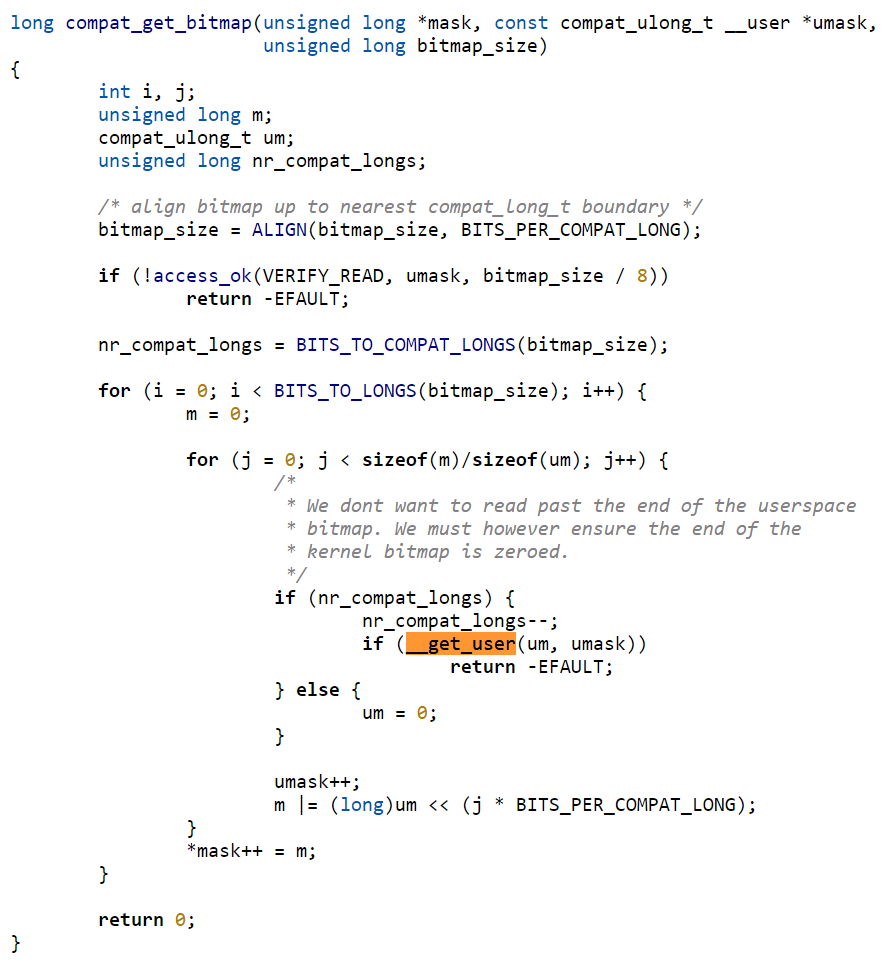 long compat_get_bitmap(unsigned long *mask, const compat_ulong_t __user *umask,
                       unsigned long bitmap_size)
{
        int i, j;
        unsigned long m;
        compat_ulong_t um;
        unsigned long nr_compat_longs;

        /* align bitmap up to nearest compat_long_t boundary */
        bitmap_size = ALIGN(bitmap_size, BITS_PER_COMPAT_LONG);

        if (!access_ok(VERIFY_READ, umask, bitmap_size / 8))
                return -EFAULT;

        nr_compat_longs = BITS_TO_COMPAT_LONGS(bitmap_size);

        for (i = 0; i < BITS_TO_LONGS(bitmap_size); i++) {
                m = 0;

                for (j = 0; j < sizeof(m)/sizeof(um); j++) {
                        /*
                         * We dont want to read past the end of the userspace
                         * bitmap. We must however ensure the end of the
                         * kernel bitmap is zeroed.
                         */
                        if (nr_compat_longs) {
                                nr_compat_longs--;
                                if (__get_user(um, umask))
                                        return -EFAULT;
                        } else {
                                um = 0;
                        }

                        umask++;
                        m |= (long)um << (j * BITS_PER_COMPAT_LONG);
                }
                *mask++ = m;
        }

        return 0;
}